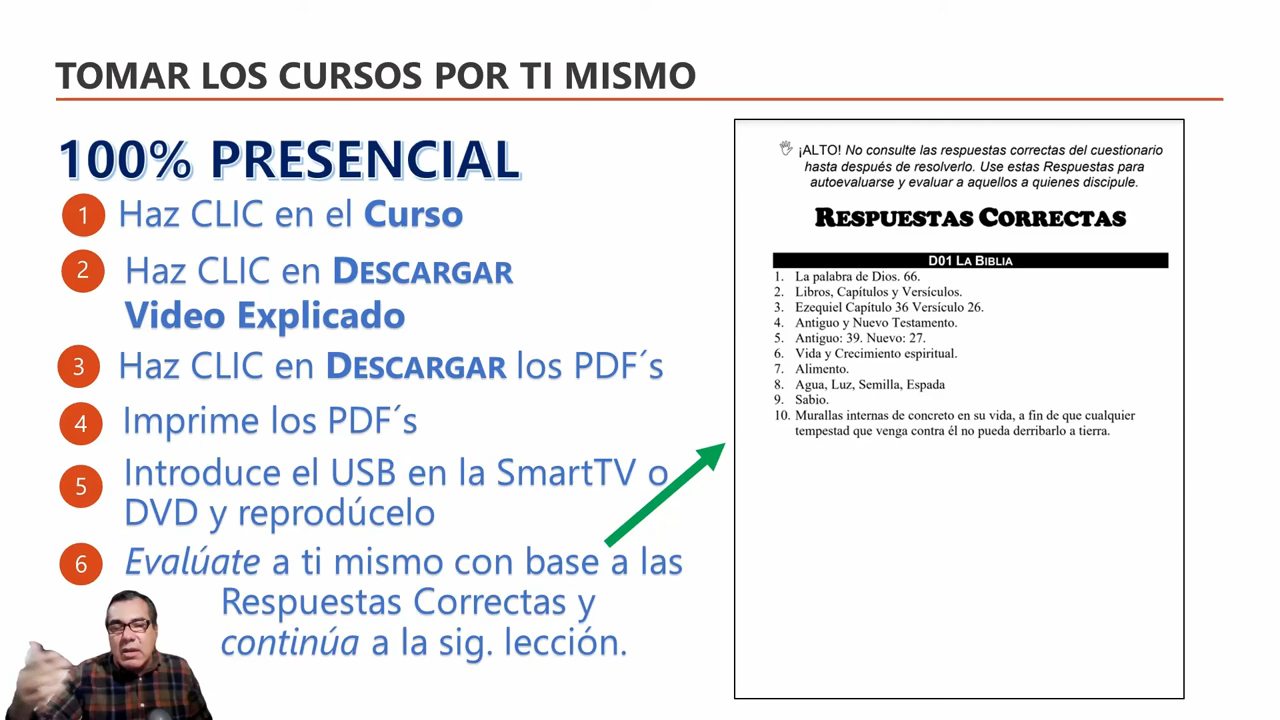 TOMAR LOS CURSOS POR TI MISMO
100% PRESENCIAL
1 Haz CLIC en el Curso
2 Haz CLIC en DESCARGAR
Video Explicado
3 Haz CLIC en DESCARGAR los PDF´s
4 Imprime los PDF´s
5 Introduce el USB en la SmartTV o
DVD y reprodúcelo
6 Evalúate a ti mismo con base a las
Respuestas Correctas y
continúa a la sig. lección.
¡ALTO! No consulte las respuestas correctas del cuestionario
hasta después de resolverlo. Use estas Respuestas para
autoevaluarse y evaluar a aquellos a quienes discipule.
RESPUESTAS CORRECTAS
D01 LA BIBLIA
1. La palabra de Dios. 66.
2. Libros, Capítulos y Versículos.
3. Ezequiel Capítulo 36 Versículo 26.
4. Antiguo y Nuevo Testamento.
5. Antiguo: 39. Nuevo: 27.
6. Vida y Crecimiento espiritual.
7. Alimento.
8. Agua, Luz, Semilla, Espada
9. Sabio.
10. Murallas internas de concreto en su vida, a fin de que cualquier
tempestad que venga contra él no pueda derribarlo a tierra.